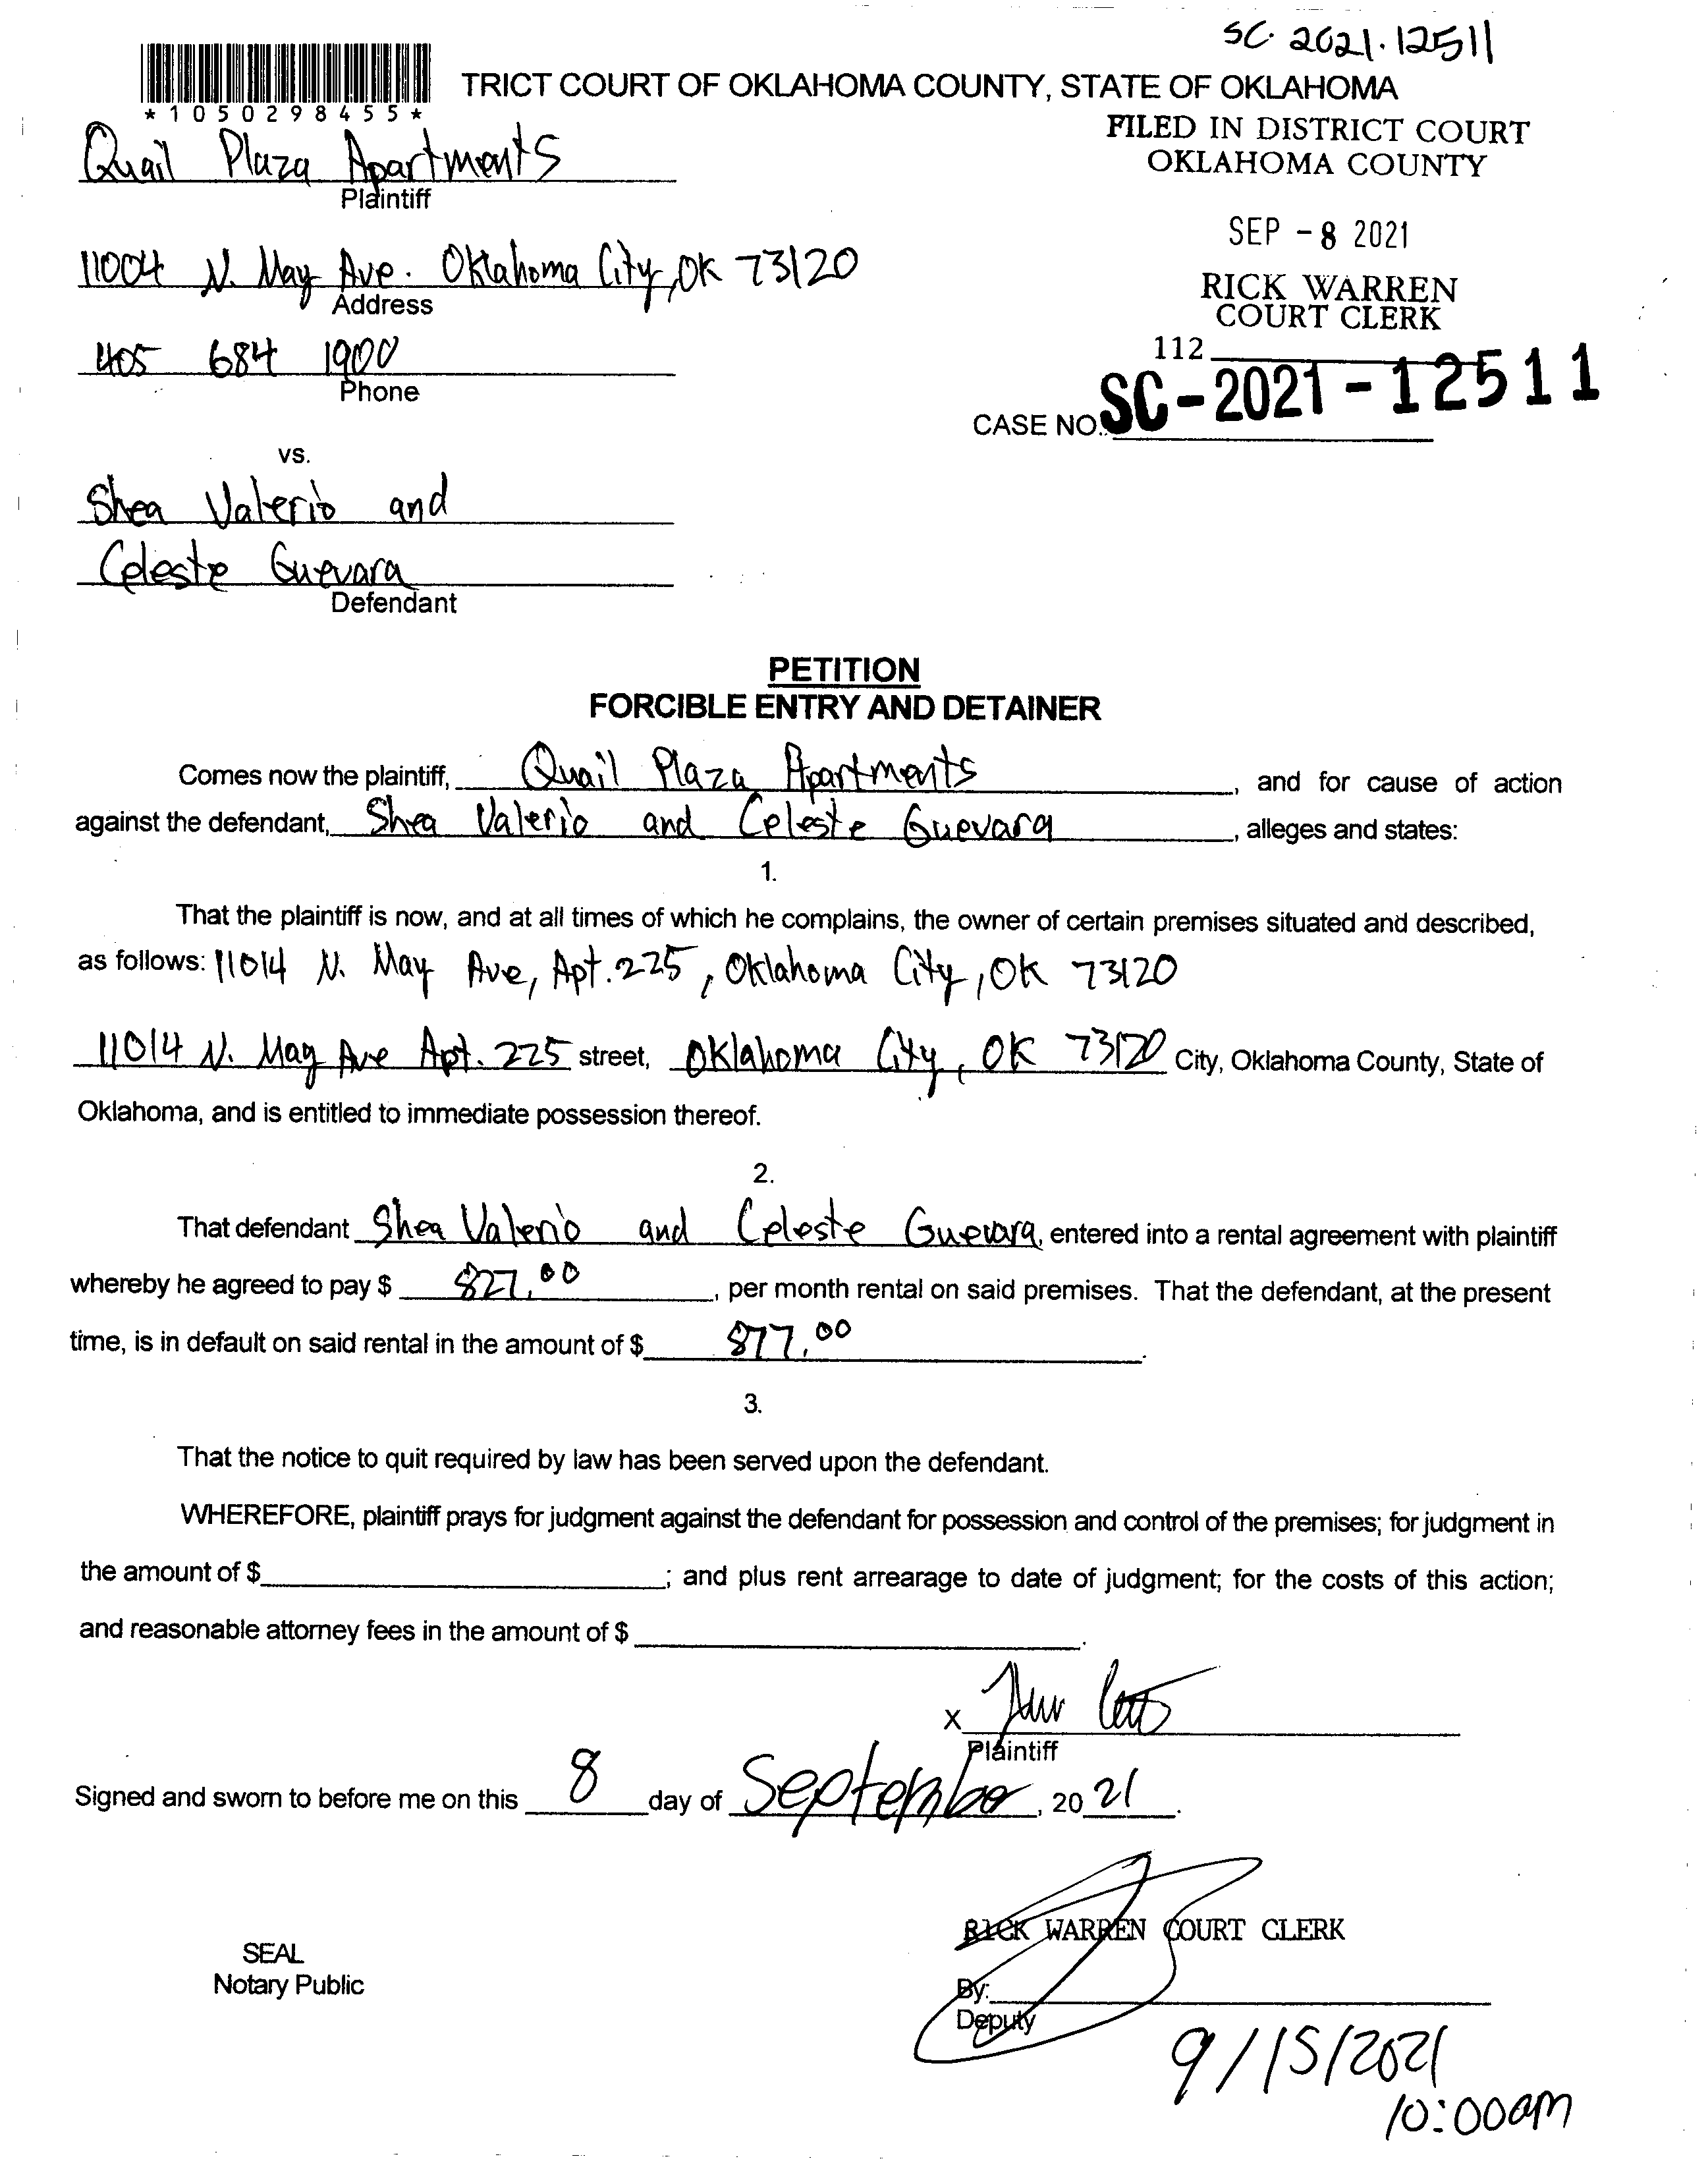 SC. 2021. 12511
*1050298455*
TRICT COURT OF OKLAHOMA COUNTY, STATE OF OKLAHOMA
FILED IN DISTRICT COURT
OKLAHOMA COUNTY
Quail Plaza Apartments
Plaintiff
SEP - 8 2021
11004 N. May Ave. Oklahoma City, OK 73120
Address
RICK WARREN
COURT CLERK
405 684 1900
Phone
112
CASE NO.: SC-2021-12511
vs.
Shea Valerio and
Celeste Guevara
Defendant
PETITION
FORCIBLE ENTRY AND DETAINER
Comes now the plaintiff, Quail Plaza Apartments, and for cause of action
against the defendant, Shea Valerio and Celeste Guevara, alleges and states:
1.
That the plaintiff is now, and at all times of which he complains, the owner of certain premises situated and described,
as follows: 11014 N. May Ave, Apt. 225, Oklahoma City, OK 73120
11014 N. May Ave Apt. 225 street, Oklahoma City, OK 73120 City, Oklahoma County, State of
Oklahoma, and is entitled to immediate possession thereof.
2.
That defendant Shea Valerio and Celeste Guevara, entered into a rental agreement with plaintiff
whereby he agreed to pay $ 827.00, per month rental on said premises. That the defendant, at the present
time, is in default on said rental in the amount of $ 877.00.
3.
That the notice to quit required by law has been served upon the defendant.
WHEREFORE, plaintiff prays for judgment against the defendant for possession and control of the premises; for judgment in
the amount of $; and plus rent arrearage to date of judgment; for the costs of this action;
and reasonable attorney fees in the amount of $.
X
Plaintiff
Signed and sworn to before me on this 8 day of September, 2021.
RICK WARREN COURT CLERK
SEAL
Notary Public
By:
Deputy
9/15/2021
10:00am